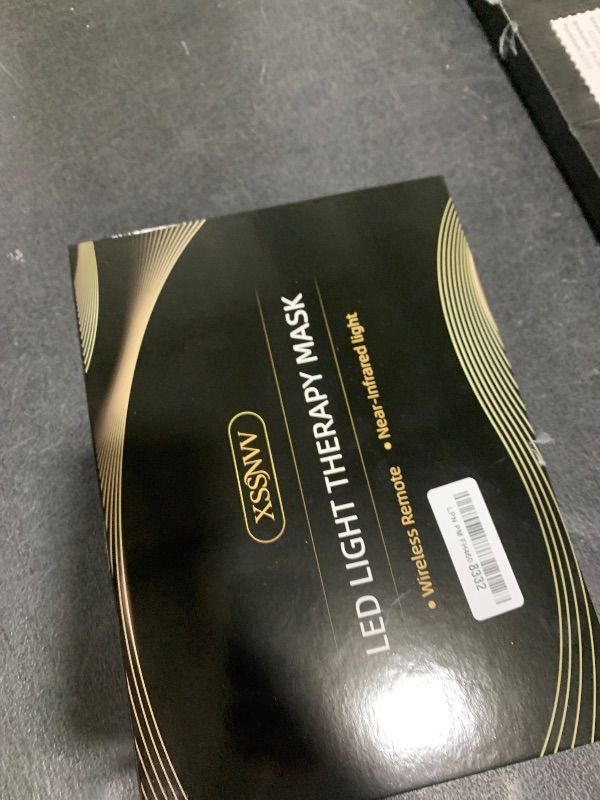 XSSNVV
LED LIGHT THERAPY MASK
• Wireless Remote • Near-Infrared light
8332